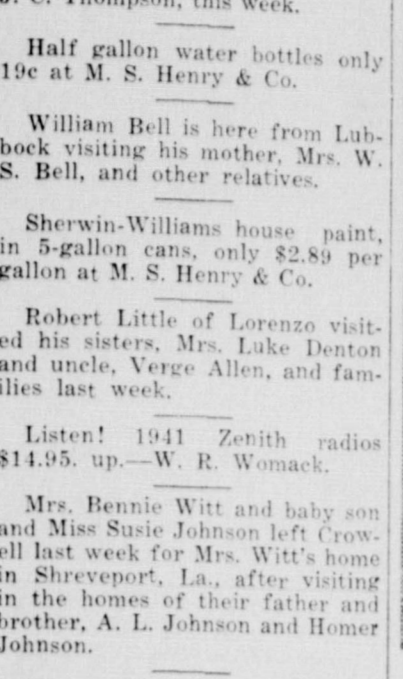 S. C. Thompson, this week.
Half gallon water bottles only
19c at M. S. Henry & Co.
William Bell is here from Lub-
bock visiting his mother, Mrs. W.
S. Bell, and other relatives.
Sherwin-Williams house paint,
in 5-gallon cans, only $2.89 per
gallon at M. S. Henry & Co.
Robert Little of Lorenzo visit-
ed his sisters, Mrs. Luke Denton
and uncle, Verge Allen, and fam-
ilies last week.
Listen! 1941 Zenith radios
$14.95. up.—W. R. Womack.
Mrs. Bennie Witt and baby son
and Miss Susie Johnson left Crow-
ell last week for Mrs. Witt's home
in Shreveport, La., after visiting
in the homes of their father and
brother, A. L. Johnson and Homer
Johnson.